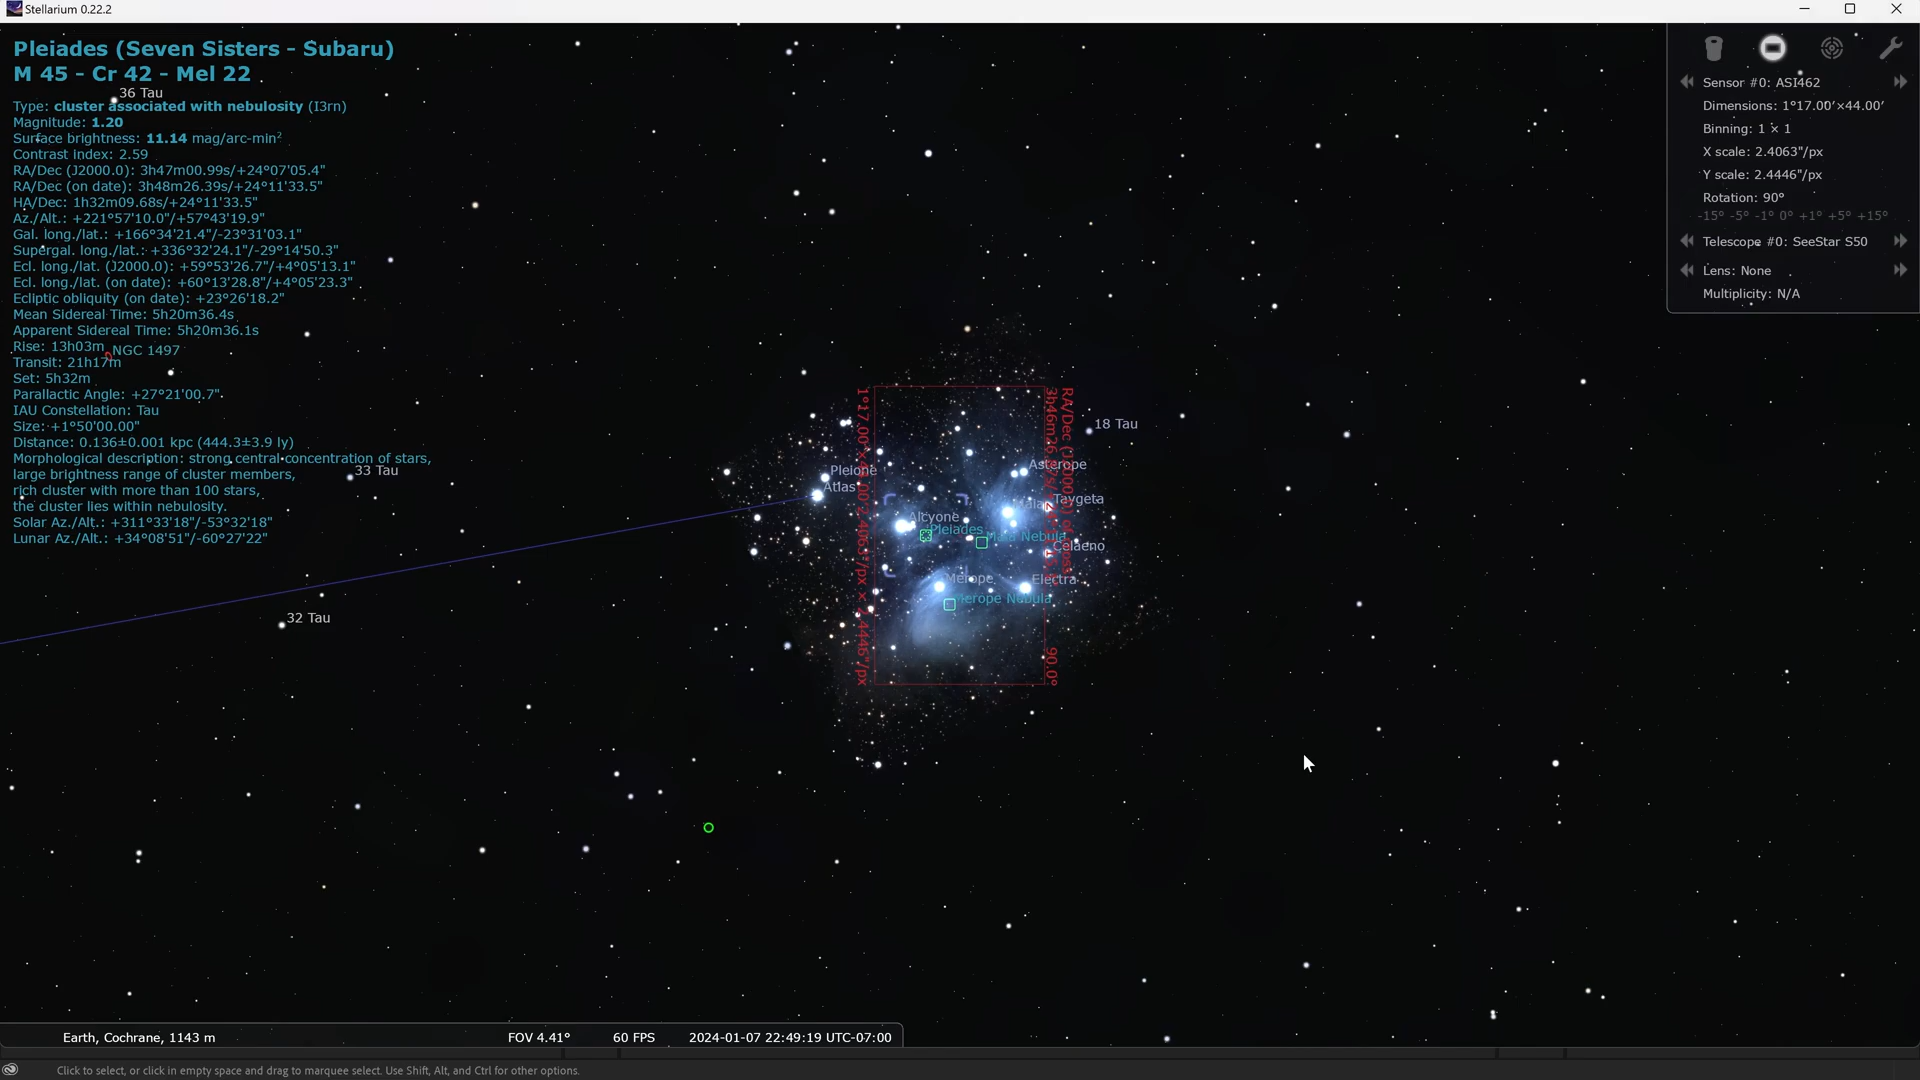 Stellarium 0.22.2
Pleiades (Seven Sisters - Subaru)
M 45 - Cr 42 - Mel 22
36 Tau
Type: cluster associated with nebulosity (I3rn)
Magnitude: 1.20
Surface brightness: 11.14 mag/arc-min²
Contrast index: 2.59
RA/Dec (J2000.0): 3h47m00.99s/+24°07'05.4"
RA/Dec (on date): 3h48m26.39s/+24°11'33.5"
HA/Dec: 1h32m09.68s/+24°11'33.5"
Az./Alt.: +221°57'10.0"/+57°43'19.9"
Gal. long./lat.: +166°34'21.4"/-23°31'03.1"
Supergal. long./lat.: +336°32'24.1"/-29°14'50.3"
Ecl. long./lat. (J2000.0): +59°53'26.7"/+4°05'13.1"
Ecl. long./lat. (on date): +60°13'28.8"/+4°05'23.3"
Ecliptic obliquity (on date): +23°26'18.2"
Mean Sidereal Time: 5h20m36.4s
Apparent Sidereal Time: 5h20m36.1s
Rise: 13h03m
NGC 1497
Transit: 21h17m
Set: 5h32m
Parallactic Angle: +27°21'00.7"
IAU Constellation: Tau
Size: +1°50'00.00"
Distance: 0.136±0.001 kpc (444.3±3.9 ly)
Morphological description: strong central concentration of stars,
large brightness range of cluster members,
rich cluster with more than 100 stars,
the cluster lies within nebulosity.
Solar Az./Alt.: +311°33'18"/-53°32'18"
Lunar Az./Alt.: +34°08'51"/-60°27'22"
33 Tau
32 Tau
18 Tau
Pleione
Atlas
Asterope
Taygeta
Alcyone
Pleiades
Maia Nebula
Celaeno
Merope
Electra
Merope Nebula
2.4446"/px
90.0°
RA/Dec
Sensor #0: ASI462
Dimensions: 1°17.00'×44.00'
Binning: 1 × 1
X scale: 2.4063"/px
Y scale: 2.4446"/px
Rotation: 90°
-15° -5° -1° 0° +1° +5° +15°
Telescope #0: SeeStar S50
Lens: None
Multiplicity: N/A
Earth, Cochrane, 1143 m
FOV 4.41°
60 FPS
2024-01-07 22:49:19 UTC-07:00
Click to select, or click in empty space and drag to marquee select. Use Shift, Alt, and Ctrl for other options.